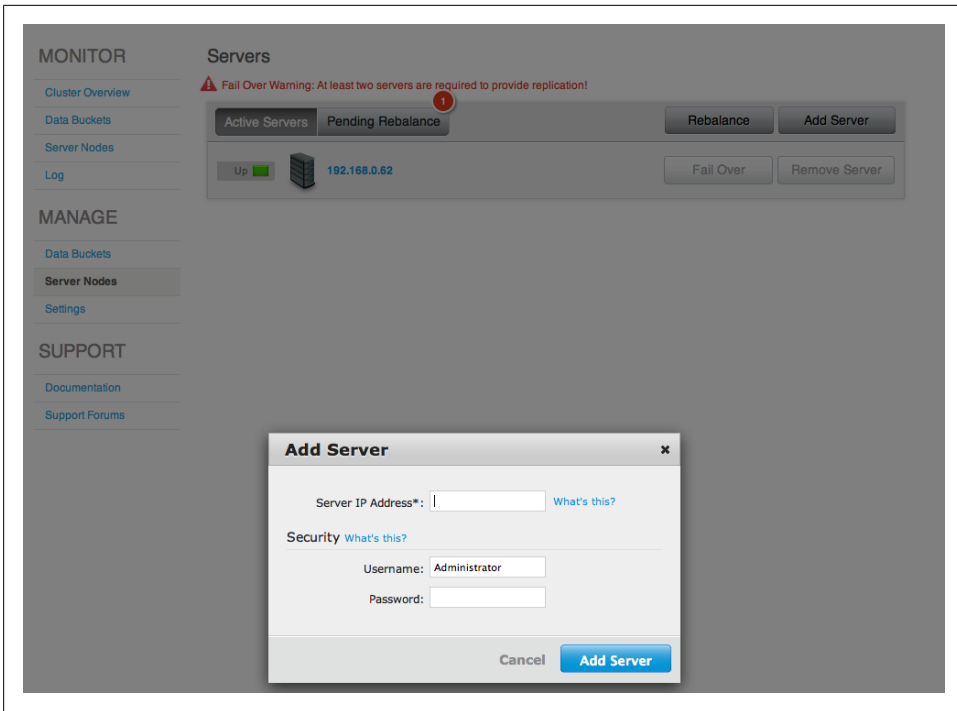 MONITOR
Cluster Overview
Data Buckets
Server Nodes
Log
MANAGE
Data Buckets
Server Nodes
Settings
SUPPORT
Documentation
Support Forums
Servers
Fail Over Warning: At least two servers are required to provide replication!
1
Active Servers Pending Rebalance Rebalance Add Server
Up 192.168.0.62 Fail Over Remove Server
Add Server
Server IP Address*: What's this?
Security What's this?
Username: Administrator
Password:
Cancel Add Server